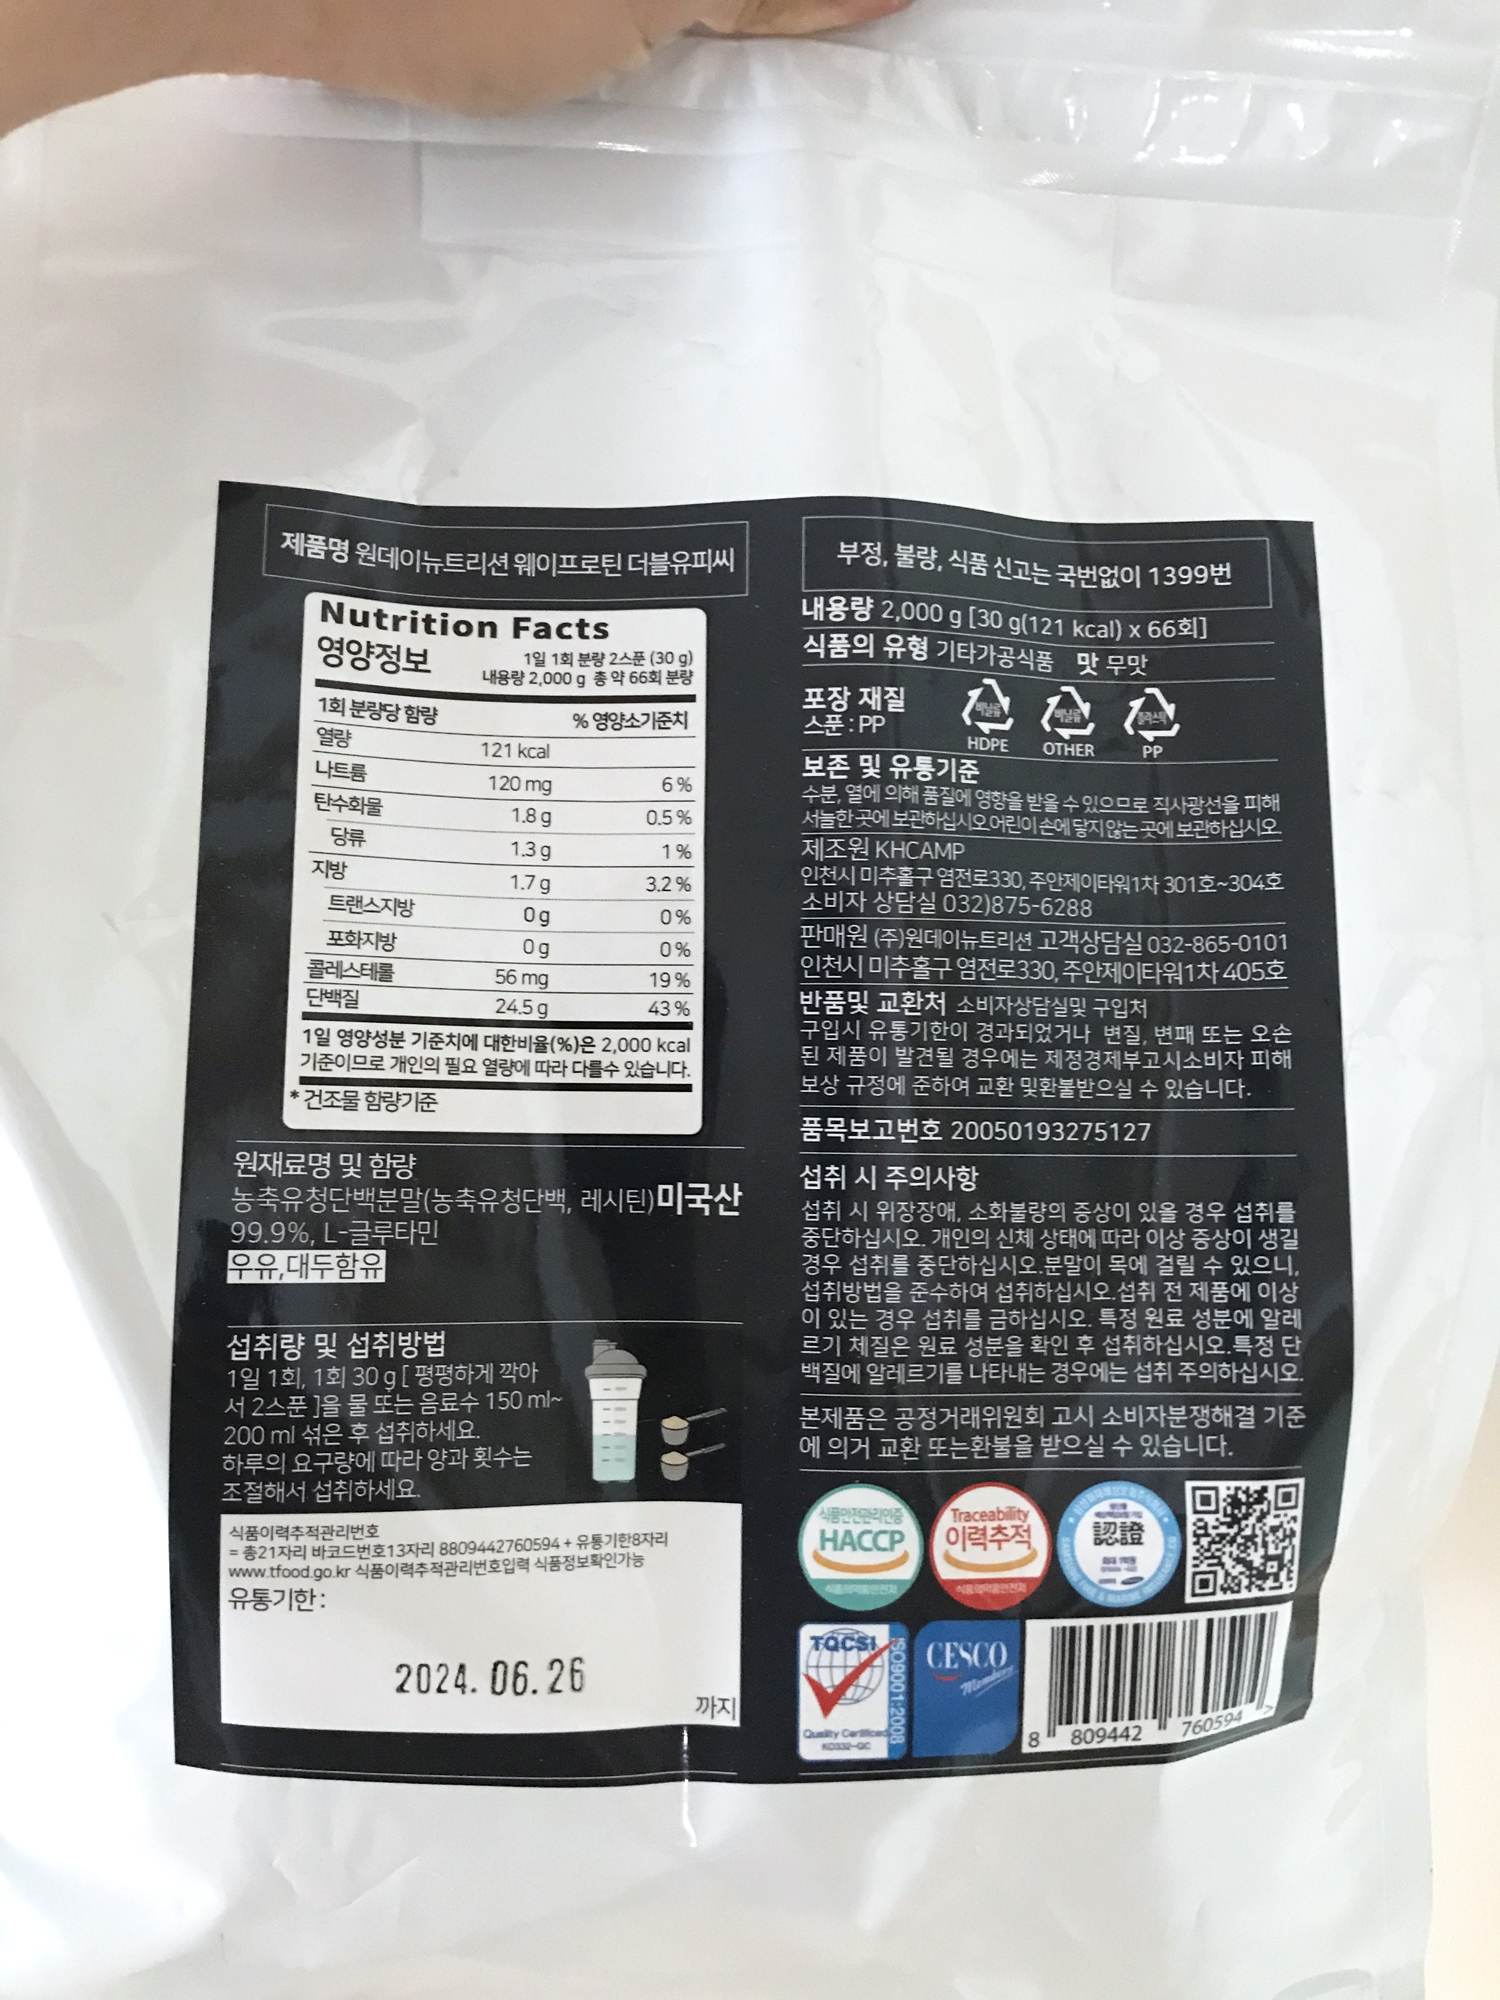 제품명 원데이뉴트리션 웨이프로틴 더블유피씨
Nutrition Facts
영양정보
1일 1회 분량 2스푼 (30 g)
내용량 2,000 g 총 약 66회 분량
1회 분량당 함량 % 영양소기준치
열량 121 kcal
나트륨 120 mg 6 %
탄수화물 1.8 g 0.5 %
당류 1.3 g 1 %
지방 1.7 g 3.2 %
트랜스지방 0 g 0 %
포화지방 0 g 0 %
콜레스테롤 56 mg 19 %
단백질 24.5 g 43 %
1일 영양성분 기준치에 대한비율(%)은 2,000 kcal
기준이므로 개인의 필요 열량에 따라 다를수 있습니다.
* 건조물 함량기준
원재료명 및 함량
농축유청단백분말(농축유청단백, 레시틴)미국산
99.9%, L-글루타민
우유,대두함유
섭취량 및 섭취방법
1일 1회, 1회 30 g [ 평평하게 깍아
서 2스푼 ]을 물 또는 음료수 150 ml~
200 ml 섞은 후 섭취하세요.
하루의 요구량에 따라 양과 횟수는
조절해서 섭취하세요.
식품이력추적관리번호
= 총21자리 바코드번호13자리 8809442760594 + 유통기한8자리
www.tfood.go.kr 식품이력추적관리번호입력 식품정보확인가능
유통기한 :
2024. 06. 26
까지
부정, 불량, 식품 신고는 국번없이 1399번
내용량 2,000 g [30 g(121 kcal) x 66회]
식품의 유형 기타가공식품 맛 무맛
포장 재질
스푼 : PP
비닐류 비닐류 플라스틱
HDPE OTHER PP
보존 및 유통기준
수분, 열에 의해 품질에 영향을 받을 수 있으므로 직사광선을 피해
서늘한 곳에 보관하십시오.어린이 손에 닿지 않는 곳에 보관하십시오.
제조원 KHCAMP
인천시 미추홀구 염전로330, 주안제이타워1차 301호~304호
소비자 상담실 032)875-6288
판매원 (주)원데이뉴트리션 고객상담실 032-865-0101
인천시 미추홀구 염전로330, 주안제이타워1차 405호
반품및 교환처 소비자상담실및 구입처
구입시 유통기한이 경과되었거나 변질, 변패 또는 오손
된 제품이 발견될 경우에는 제정경제부고시소비자 피해
보상 규정에 준하여 교환 및환불받으실 수 있습니다.
품목보고번호 20050193275127
섭취 시 주의사항
섭취 시 위장장애, 소화불량의 증상이 있을 경우 섭취를
중단하십시오. 개인의 신체 상태에 따라 이상 증상이 생길
경우 섭취를 중단하십시오.분말이 목에 걸릴 수 있으니,
섭취방법을 준수하여 섭취하십시오.섭취 전 제품에 이상
이 있는 경우 섭취를 금하십시오. 특정 원료 성분에 알레
르기 체질은 원료 성분을 확인 후 섭취하십시오.특정 단
백질에 알레르기를 나타내는 경우에는 섭취 주의하십시오.
본제품은 공정거래위원회 고시 소비자분쟁해결 기준
에 의거 교환 또는환불을 받으실 수 있습니다.
식품안전관리인증
HACCP
식품의약품안전처
Traceability
이력추적
식품의약품안전처
認證
TQCSI
ISO9001:2008
Quality Certified
CESCO
Members
8 809442 760594